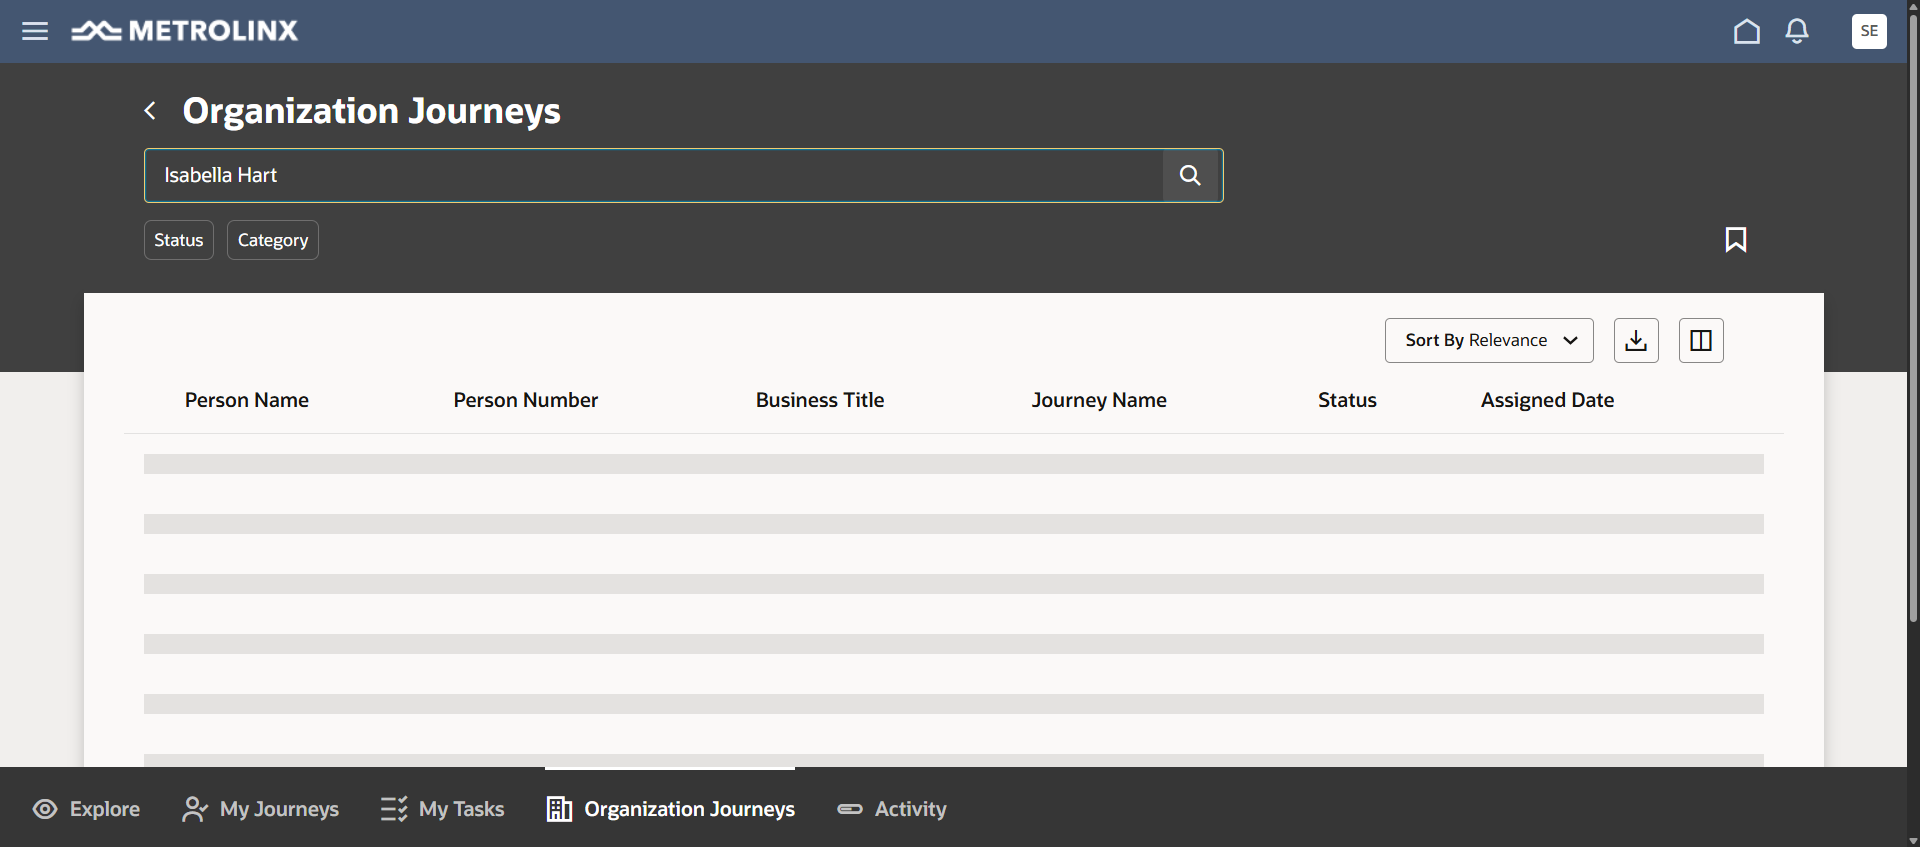 METROLINX
SE
Organization Journeys
Isabella Hart
Status
Category
Sort By Relevance
Person Name
Person Number
Business Title
Journey Name
Status
Assigned Date
Explore
My Journeys
My Tasks
Organization Journeys
Activity